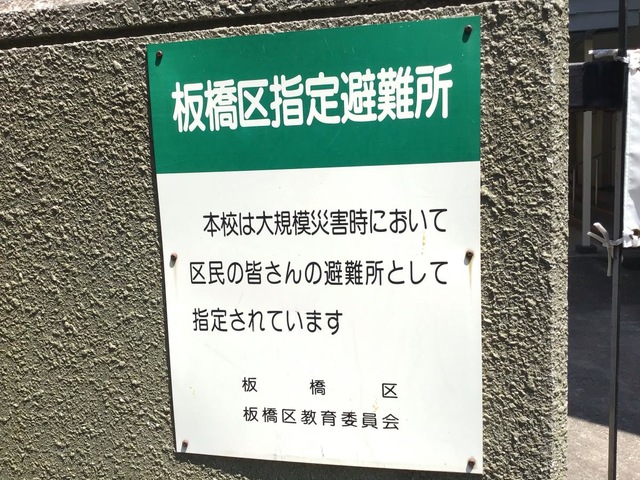 板橋区指定避難所
本校は大規模災害時において
区民の皆さんの避難所として
指定されています
板橋区
板橋区教育委員会